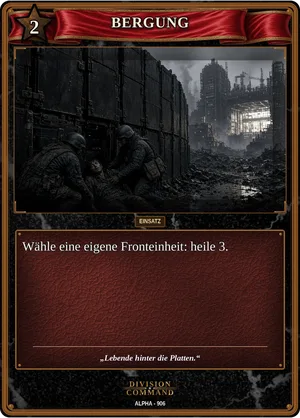 2
BERGUNG
EINSATZ
Wähle eine eigene Fronteinheit: heile 3.
„Lebende hinter die Platten.“
DIVISION
COMMAND
ALPHA - 906